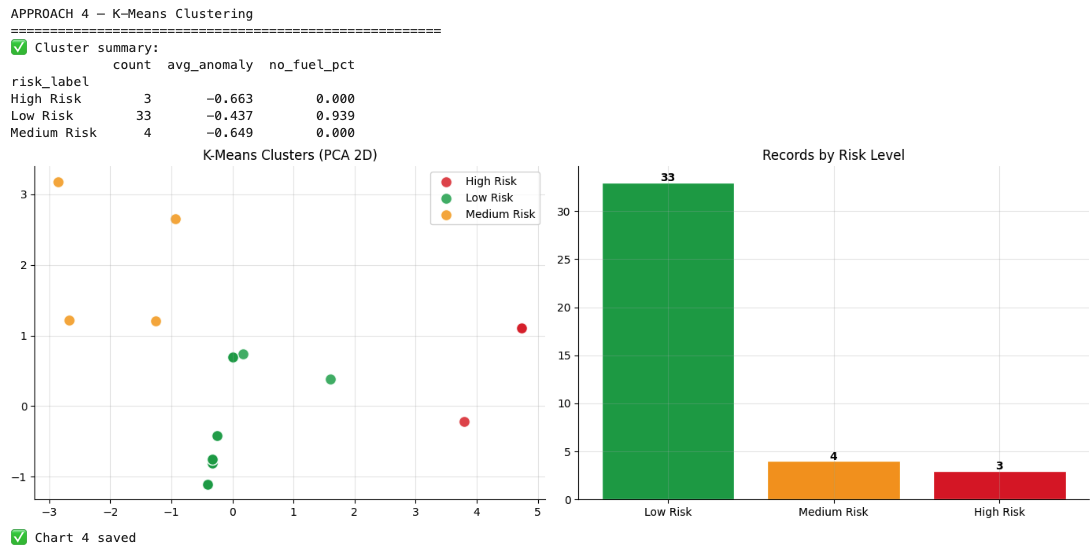 APPROACH 4 — K-Means Clustering
=======================================================
✅ Cluster summary:
count avg_anomaly no_fuel_pct
risk_label
High Risk 3 -0.663 0.000
Low Risk 33 -0.437 0.939
Medium Risk 4 -0.649 0.000
K-Means Clusters (PCA 2D)
High Risk
Low Risk
Medium Risk
3
2
1
0
−1
−3 −2 −1 0 1 2 3 4 5
Records by Risk Level
33
4
3
30
25
20
15
10
5
0
Low Risk Medium Risk High Risk
✅ Chart 4 saved